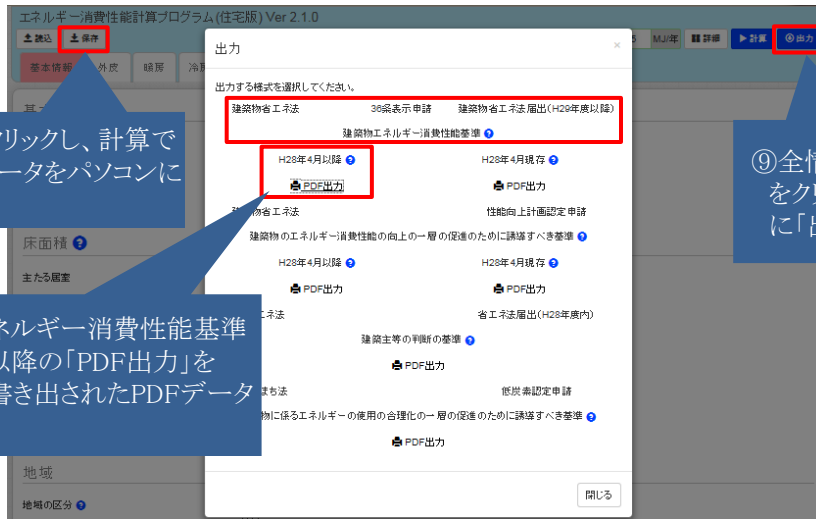 エネルギー消費性能計算プログラム(住宅版) Ver 2.1.0
読込 保存
MJ/年 詳細 計算 出力
基本情報 外皮 暖房 冷房
出力 ×
出力する様式を選択してください。
建築物省エネ法 36条表示申請 建築物省エネ法届出(H29年度以降)
建築物エネルギー消費性能基準
H28年4月以降 H28年4月現存
PDF出力 PDF出力
建築物省エネ法 性能向上計画認定申請
建築物のエネルギー消費性能の向上の一層の促進のために誘導すべき基準
H28年4月以降 H28年4月現存
PDF出力 PDF出力
エネ法 省エネ法届出(H28年度内)
建築主等の判断の基準
PDF出力
まち法 低炭素認定申請
物に係るエネルギーの使用の合理化の一層の促進のために誘導すべき基準
PDF出力
閉じる
リックし、計算で
ータをパソコンに
⑨全情
をクリ
に「出
床面積
主たる居室
ネルギー消費性能基準
以降の「PDF出力」を
書き出されたPDFデータ
地域
地域の区分